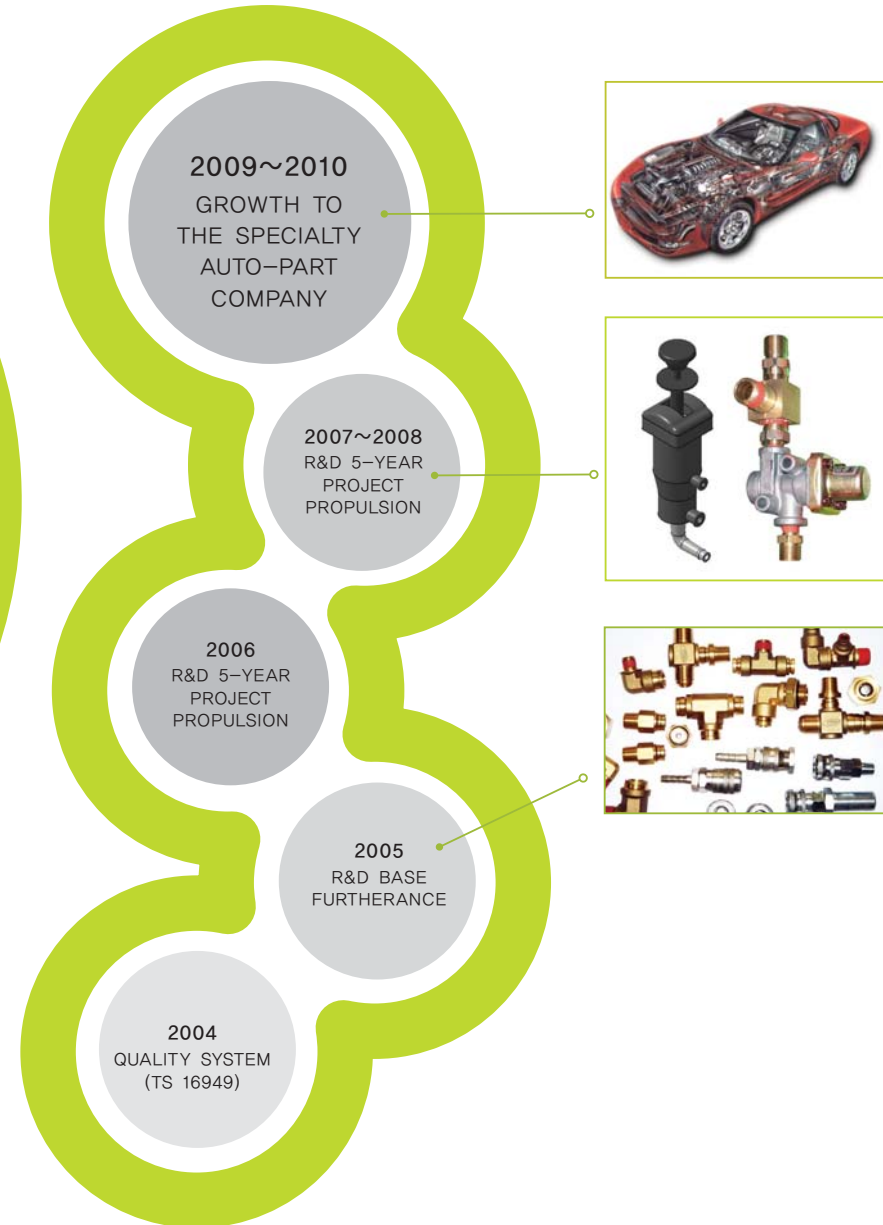 2009~2010
GROWTH TO
THE SPECIALTY
AUTO-PART
COMPANY
2007~2008
R&D 5-YEAR
PROJECT
PROPULSION
2006
R&D 5-YEAR
PROJECT
PROPULSION
2005
R&D BASE
FURTHERANCE
2004
QUALITY SYSTEM
(TS 16949)